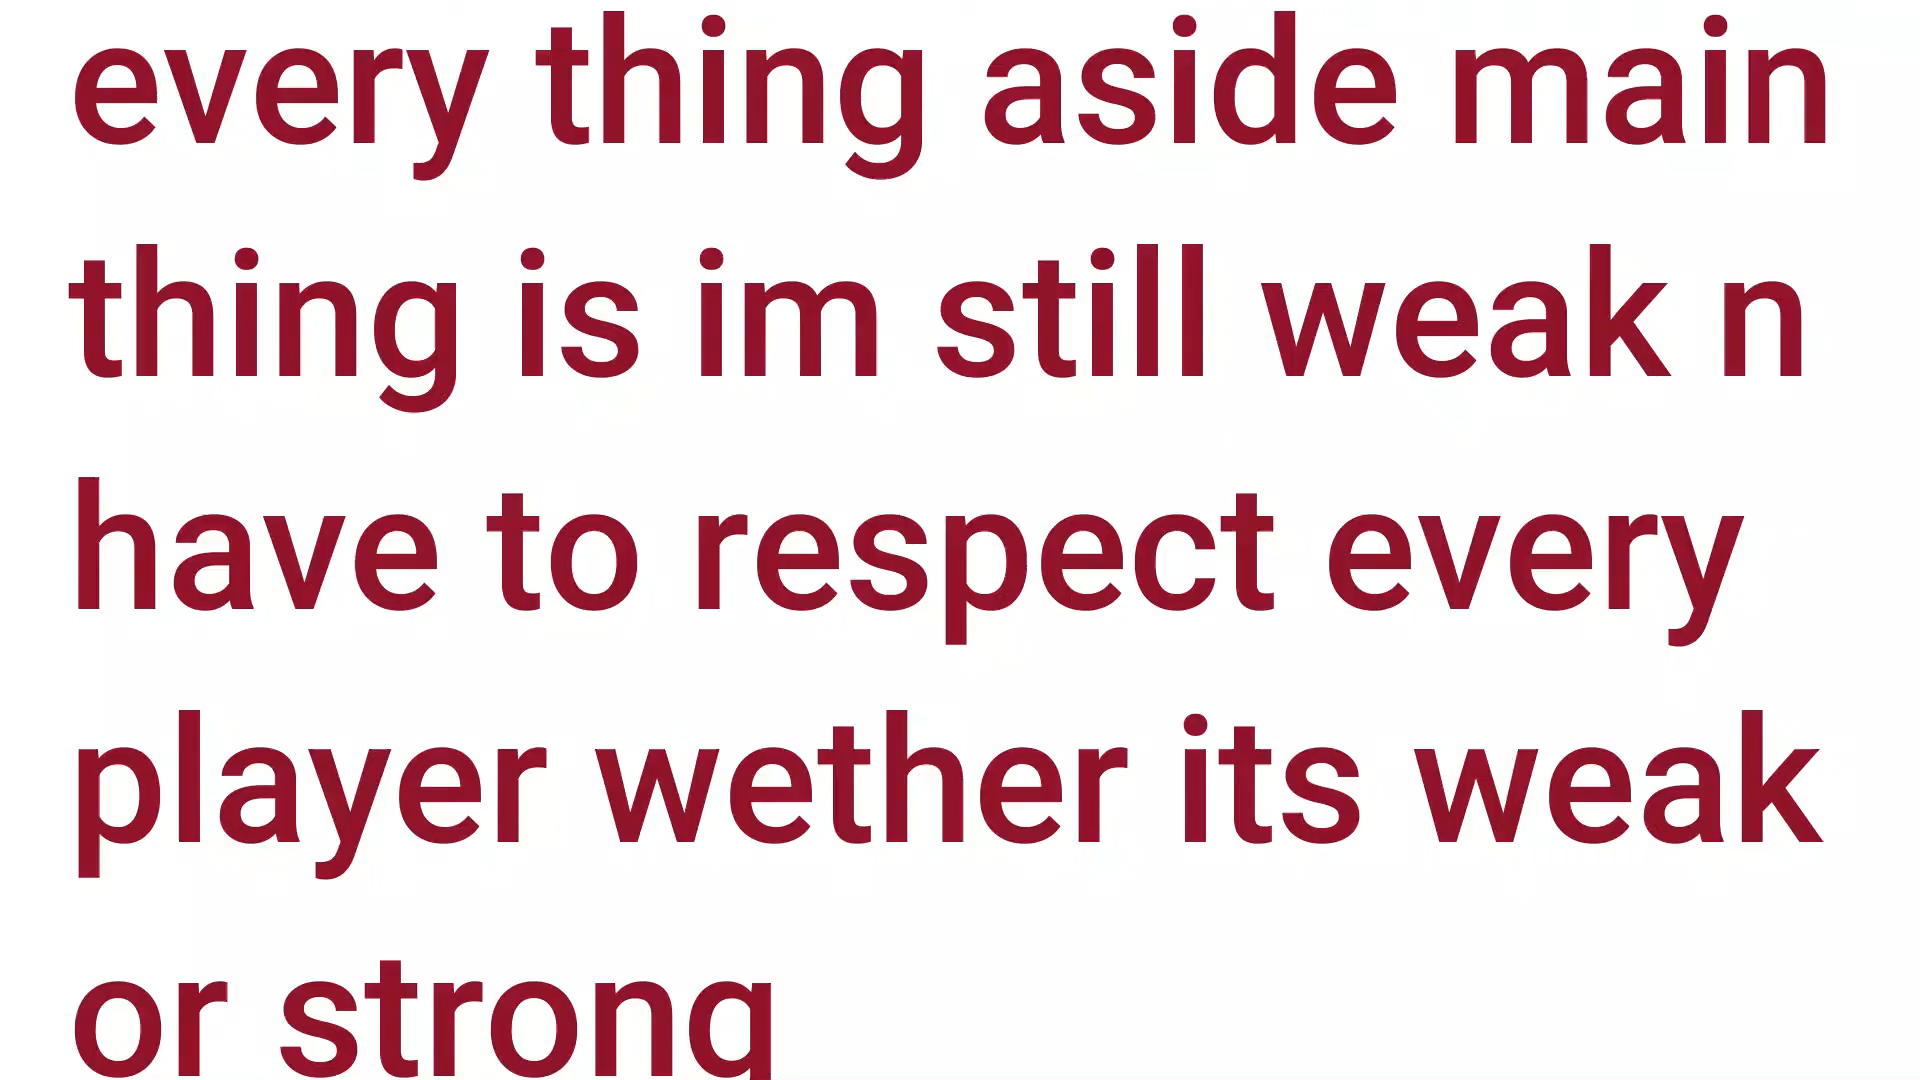 every thing aside main
thing is im still weak n
have to respect every
player wether its weak
or strong